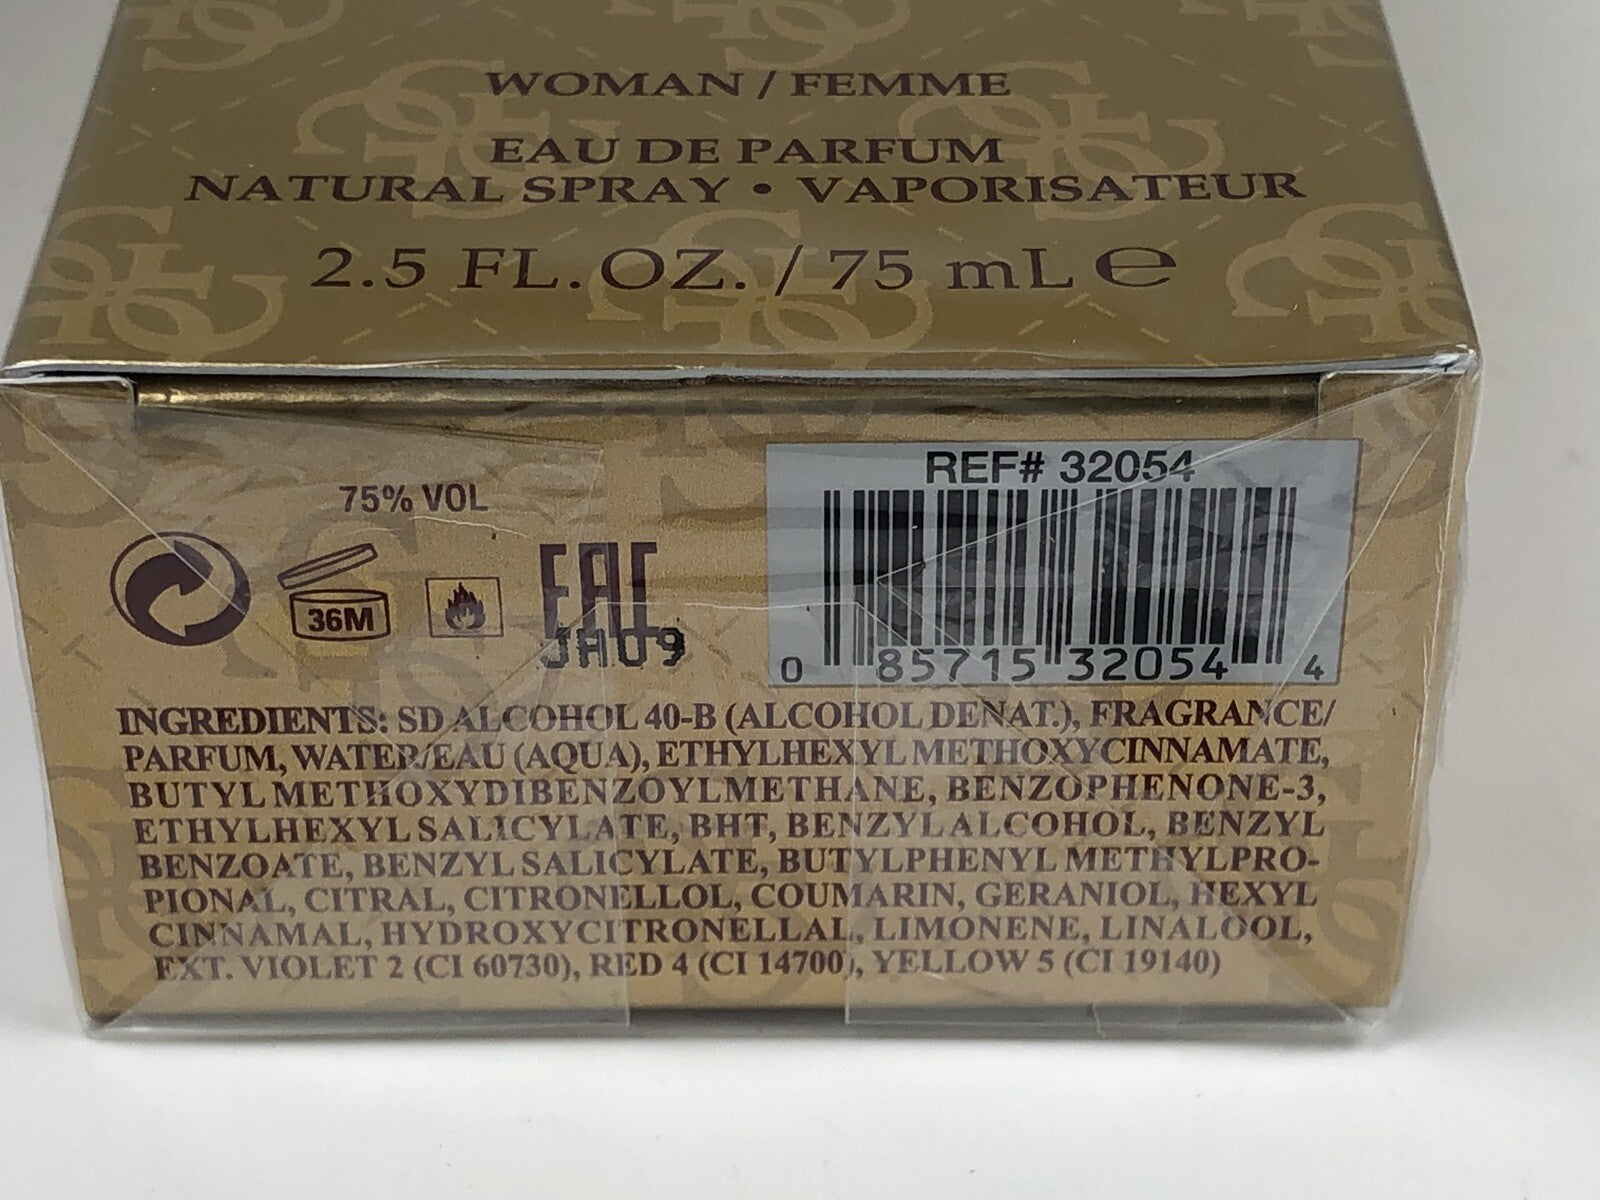 WOMAN / FEMME
EAU DE PARFUM
NATURAL SPRAY • VAPORISATEUR
2.5 FL. OZ. / 75 mL ℮
75% VOL
REF# 32054
36M
EAC
JA09
0 85715 32054 4
INGREDIENTS: SD ALCOHOL 40-B (ALCOHOL DENAT.), FRAGRANCE/
PARFUM, WATER/EAU (AQUA), ETHYLHEXYL METHOXYCINNAMATE,
BUTYL METHOXYDIBENZOYLMETHANE, BENZOPHENONE-3,
ETHYLHEXYL SALICYLATE, BHT, BENZYL ALCOHOL, BENZYL
BENZOATE, BENZYL SALICYLATE, BUTYLPHENYL METHYLPRO-
PIONAL, CITRAL, CITRONELLOL, COUMARIN, GERANIOL, HEXYL
CINNAMAL, HYDROXYCITRONELLAL, LIMONENE, LINALOOL,
EXT. VIOLET 2 (CI 60730), RED 4 (CI 14700), YELLOW 5 (CI 19140)